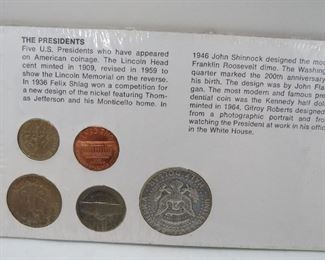 THE PRESIDENTS
Five U.S. Presidents who have appeared
on American coinage. The Lincoln Head
cent minted in 1909, revised in 1959 to
show the Lincoln Memorial on the reverse.
In 1936 Felix Shlag won a competition for
a new design of the nickel featuring Thom-
as Jefferson and his Monticello home. In
1946 John Shinnock designed the mod
Franklin Roosevelt dime. The Washing
quarter marked the 200th anniversary
his birth. The design was by John Fla
gan. The most modern and famous pre
dential coin was the Kennedy half dol
minted in 1964. Gilroy Roberts designed
from a photographic portrait and from
watching the President at work in his offi
in the White House.